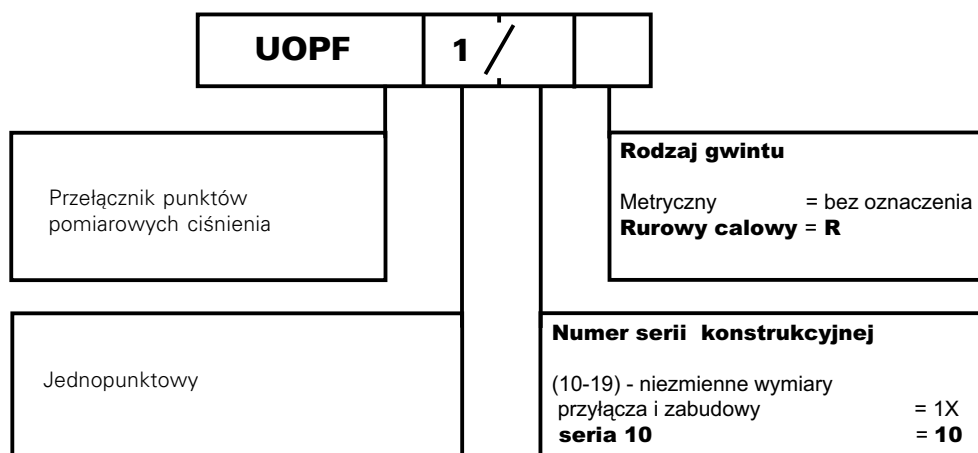 UOPF 1 /
Przełącznik punktów
pomiarowych ciśnienia
Rodzaj gwintu
Metryczny = bez oznaczenia
Rurowy calowy = R
Jednopunktowy
Numer serii konstrukcyjnej
(10-19) - niezmienne wymiary
przyłącza i zabudowy = 1X
seria 10 = 10